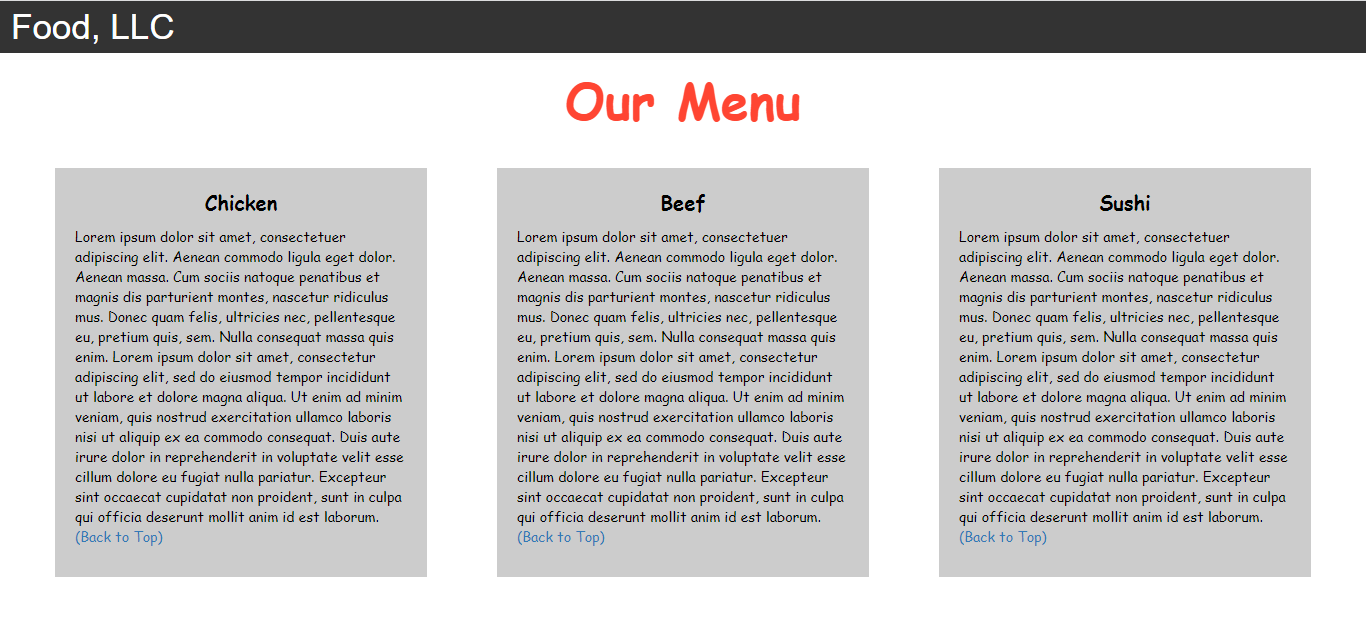 Food, LLC
Our Menu
Chicken
Lorem ipsum dolor sit amet, consectetuer
adipiscing elit. Aenean commodo ligula eget dolor.
Aenean massa. Cum sociis natoque penatibus et
magnis dis parturient montes, nascetur ridiculus
mus. Donec quam felis, ultricies nec, pellentesque
eu, pretium quis, sem. Nulla consequat massa quis
enim. Lorem ipsum dolor sit amet, consectetur
adipiscing elit, sed do eiusmod tempor incididunt
ut labore et dolore magna aliqua. Ut enim ad minim
veniam, quis nostrud exercitation ullamco laboris
nisi ut aliquip ex ea commodo consequat. Duis aute
irure dolor in reprehenderit in voluptate velit esse
cillum dolore eu fugiat nulla pariatur. Excepteur
sint occaecat cupidatat non proident, sunt in culpa
qui officia deserunt mollit anim id est laborum.
(Back to Top)
Beef
Lorem ipsum dolor sit amet, consectetuer
adipiscing elit. Aenean commodo ligula eget dolor.
Aenean massa. Cum sociis natoque penatibus et
magnis dis parturient montes, nascetur ridiculus
mus. Donec quam felis, ultricies nec, pellentesque
eu, pretium quis, sem. Nulla consequat massa quis
enim. Lorem ipsum dolor sit amet, consectetur
adipiscing elit, sed do eiusmod tempor incididunt
ut labore et dolore magna aliqua. Ut enim ad minim
veniam, quis nostrud exercitation ullamco laboris
nisi ut aliquip ex ea commodo consequat. Duis aute
irure dolor in reprehenderit in voluptate velit esse
cillum dolore eu fugiat nulla pariatur. Excepteur
sint occaecat cupidatat non proident, sunt in culpa
qui officia deserunt mollit anim id est laborum.
(Back to Top)
Sushi
Lorem ipsum dolor sit amet, consectetuer
adipiscing elit. Aenean commodo ligula eget dolor.
Aenean massa. Cum sociis natoque penatibus et
magnis dis parturient montes, nascetur ridiculus
mus. Donec quam felis, ultricies nec, pellentesque
eu, pretium quis, sem. Nulla consequat massa quis
enim. Lorem ipsum dolor sit amet, consectetur
adipiscing elit, sed do eiusmod tempor incididunt
ut labore et dolore magna aliqua. Ut enim ad minim
veniam, quis nostrud exercitation ullamco laboris
nisi ut aliquip ex ea commodo consequat. Duis aute
irure dolor in reprehenderit in voluptate velit esse
cillum dolore eu fugiat nulla pariatur. Excepteur
sint occaecat cupidatat non proident, sunt in culpa
qui officia deserunt mollit anim id est laborum.
(Back to Top)